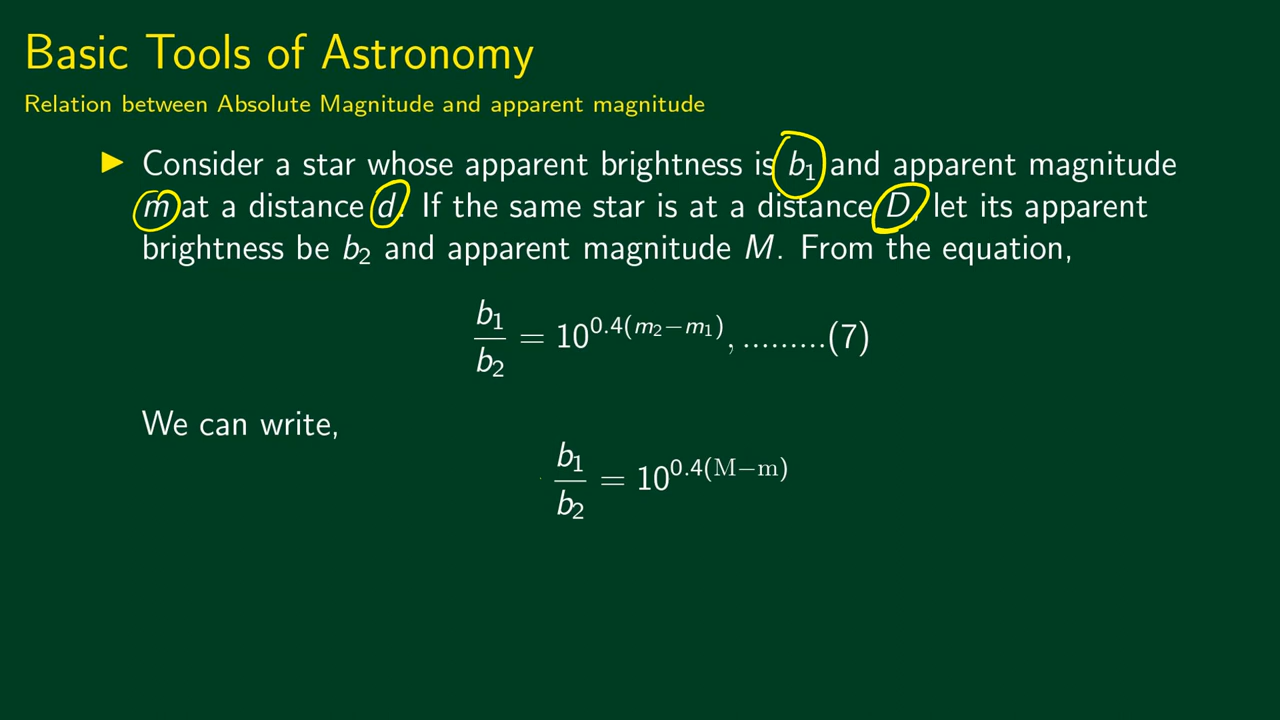 Basic Tools of Astronomy
Relation between Absolute Magnitude and apparent magnitude
▶ Consider a star whose apparent brightness is b₁ and apparent magnitude
m at a distance d. If the same star is at a distance D, let its apparent
brightness be b₂ and apparent magnitude M. From the equation,
b₁/b₂ = 10^{0.4(m₂−m₁)}, .........(7)
We can write,
b₁/b₂ = 10^{0.4(M−m)}